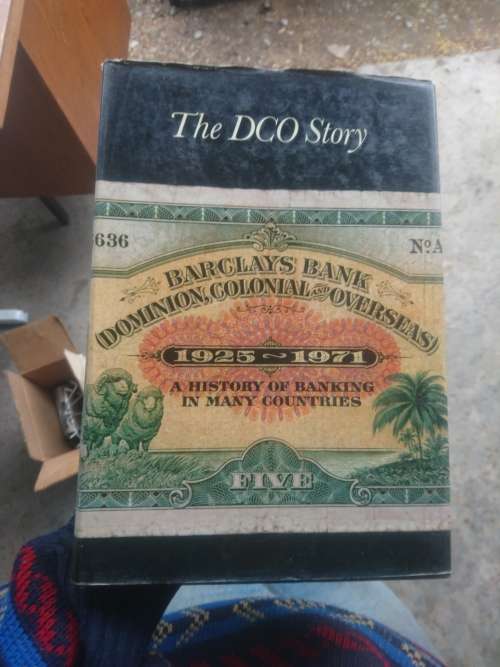 The DCO Story
636 NºA
BARCLAYS BANK
(DOMINION, COLONIAL AND OVERSEAS)
1925~1971
A HISTORY OF BANKING
IN MANY COUNTRIES
FIVE